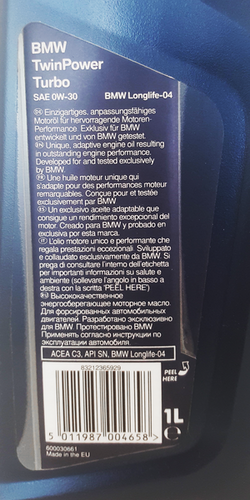 BMW
TwinPower
Turbo
SAE 0W-30 BMW Longlife-04
Einzigartiges, anpassungsfähiges
Motoröl für hervorragende Motoren-
Performance. Exklusiv für BMW
entwickelt und von BMW getestet.
Unique, adaptive engine oil resulting
in outstanding engine performance.
Developed for and tested exclusively
by BMW.
Une huile moteur unique qui
s'adapte pour des performances moteur
remarquables. Conçue pour et testée
exclusivement par BMW
Un exclusivo aceite adaptable que
consigue un rendimiento excepcional del
motor. Creado para BMW y probado en
exclusiva por esta marca.
L'olio motore unico e performante che
regala prestazioni eccezionali. Sviluppato
e collaudato esclusivamente da BMW. Si
prega di consultare l'interno dell'etichetta
per importanti informazioni su salute e
ambiente (sollevare l'angolo in basso a
destra con la scritta 'PEEL HERE')
Высококачественное
энергосберегающее моторное масло.
Для форсированных автомобильных
двигателей. Разработано эксклюзивно
для BMW. Протестировано BMW.
Применять согласно инструкции по
эксплуатации автомобиля.
ACEA C3, API SN, BMW Longlife-04
83212365929
PEEL
HERE
1L
5 011987 004658 >
600030661
Made in the EU